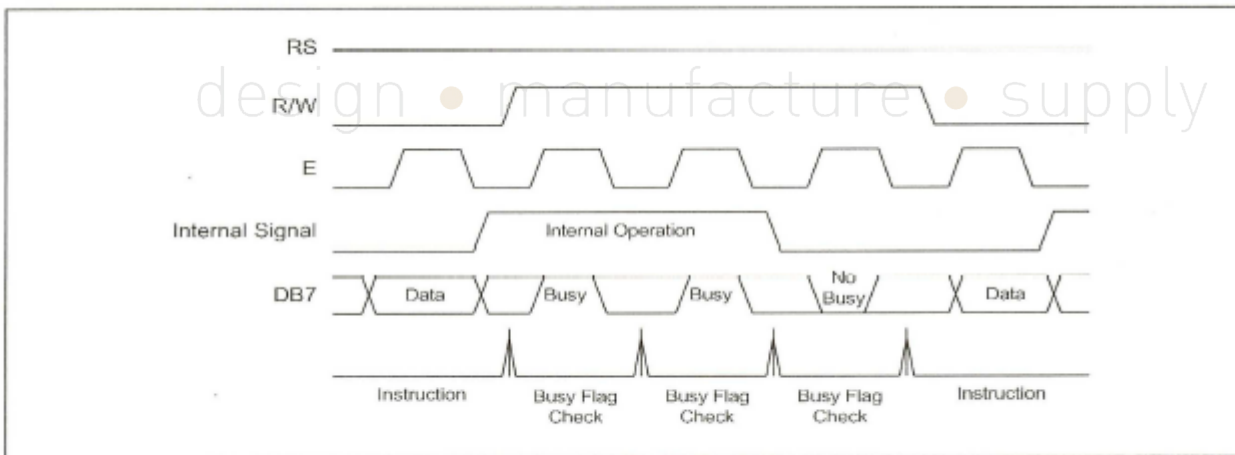 RS
design • manufacture • supply
R/W
E
Internal Signal
Internal Operation
DB7
Data
Busy
Busy
No
Busy
Data
Instruction
Busy Flag
Check
Busy Flag
Check
Busy Flag
Check
Instruction